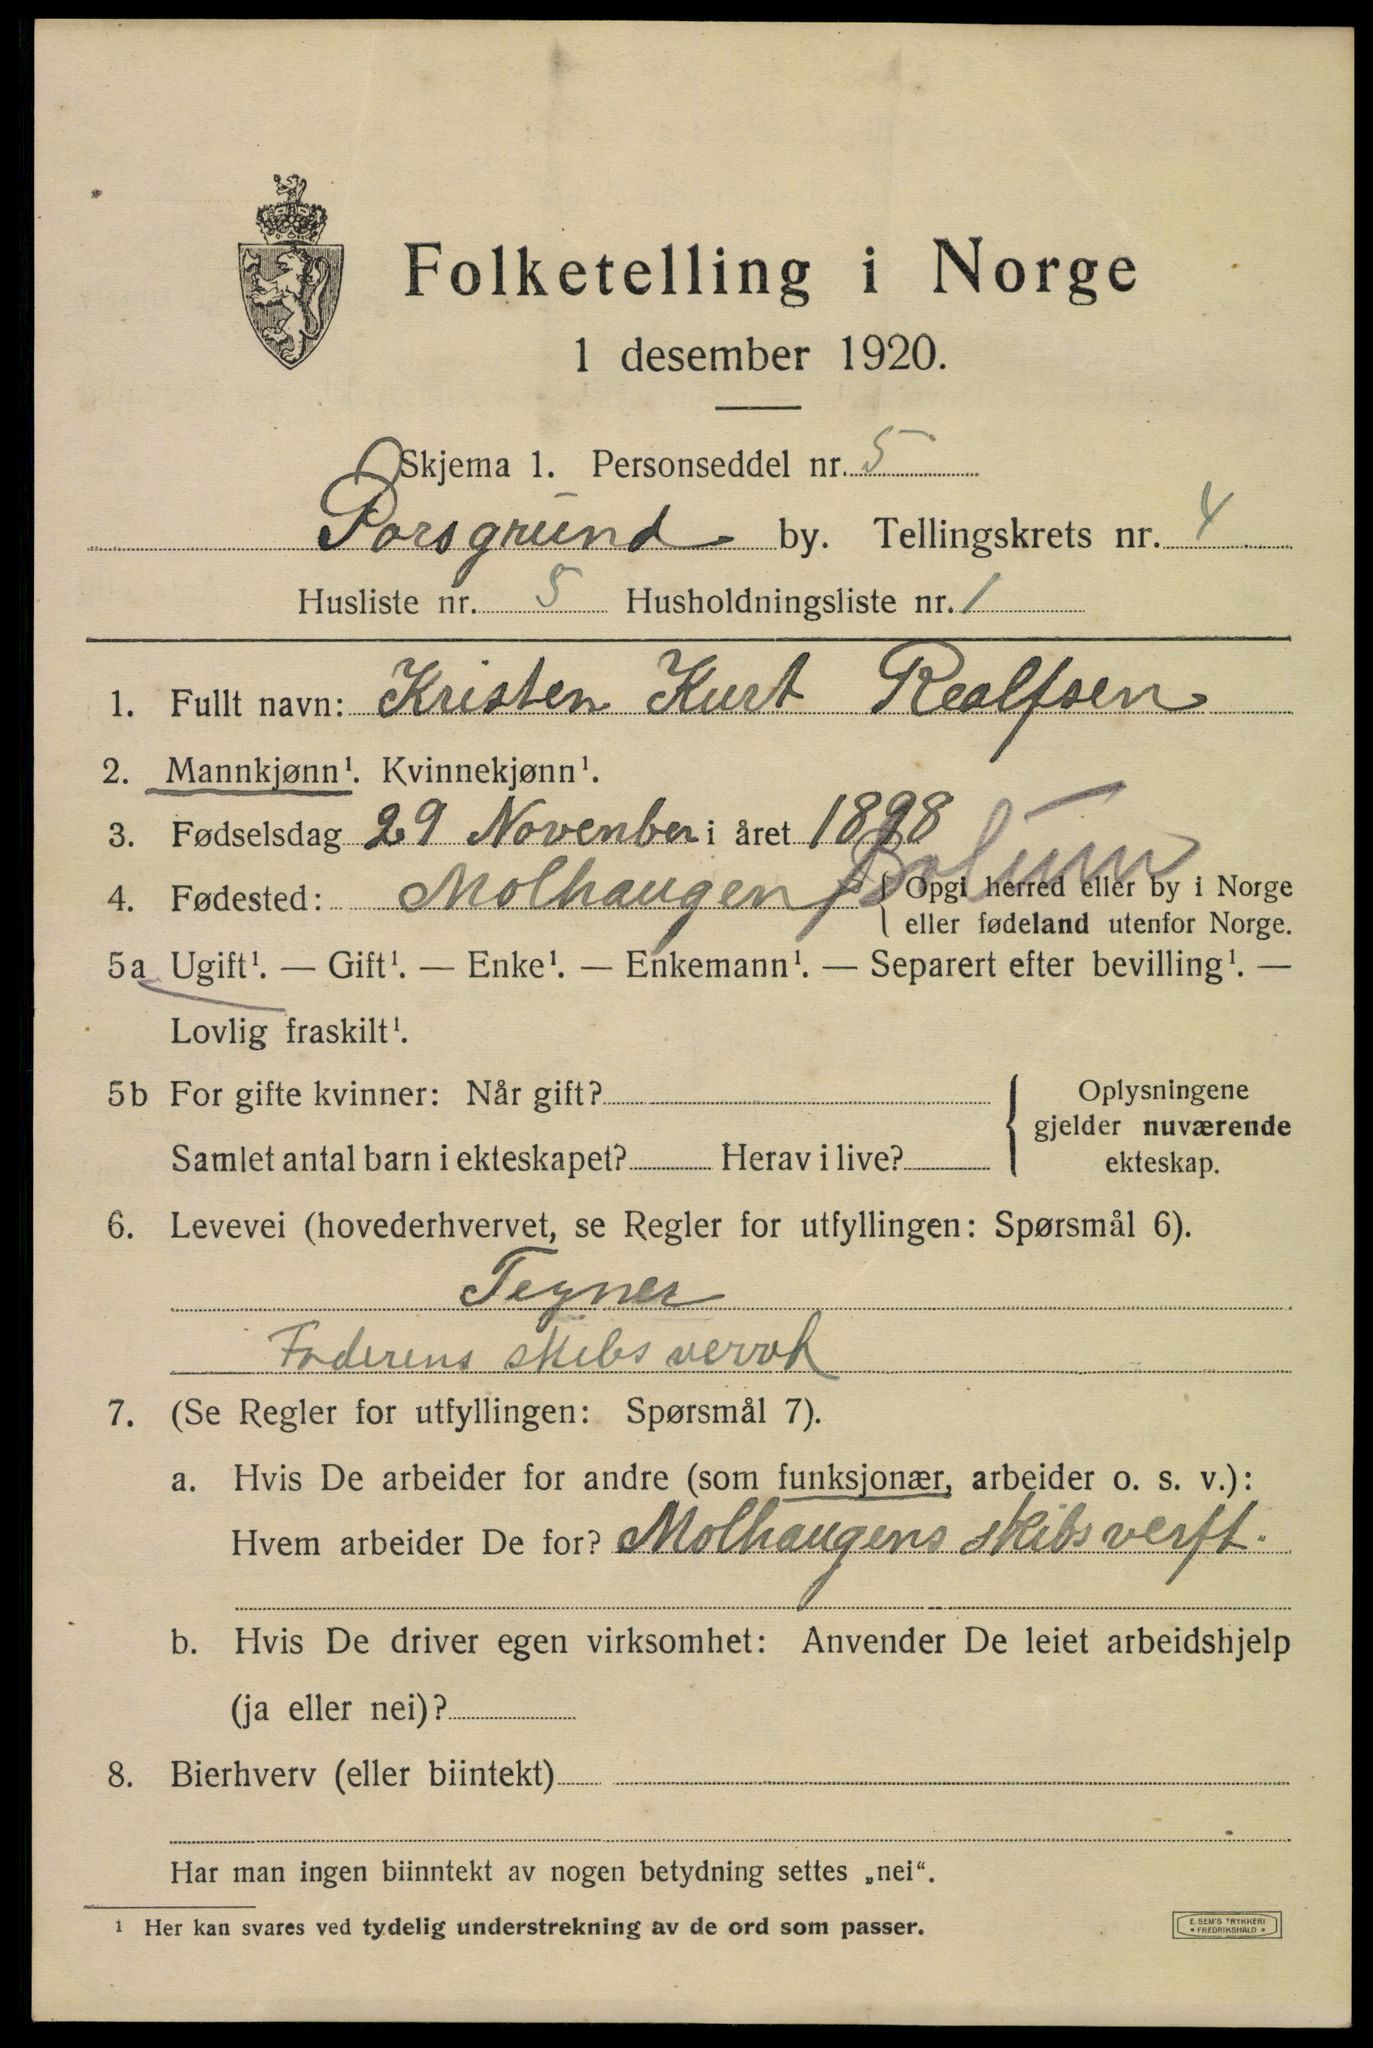 Folketelling i Norge
1 desember 1920.
Skjema 1. Personseddel nr. 5
Porsgrund by. Tellingskrets nr. 4
Husliste nr. 5 Husholdningsliste nr. 1
1. Fullt navn: Kristen Kurt Realfsen
2. Mannkjønn¹. Kvinnekjønn¹.
3. Fødselsdag 29 November i året 1898
4. Fødested: Molhaugen
{ Opgi herred eller by i Norge
eller fødeland utenfor Norge.
5a Ugift¹. — Gift¹. — Enke¹. — Enkemann¹. — Separert efter bevilling¹. —
Lovlig fraskilt¹.
5b For gifte kvinner: Når gift?
Samlet antal barn i ekteskapet? Herav i live?
Oplysningene
gjelder nuværende
ekteskap.
6. Levevei (hovederhvervet, se Regler for utfyllingen: Spørsmål 6).
Tegner
skibs
7. (Se Regler for utfyllingen: Spørsmål 7).
a. Hvis De arbeider for andre (som funksjonær, arbeider o. s. v.):
Hvem arbeider De for? Molhaugens skibsverft.
b. Hvis De driver egen virksomhet: Anvender De leiet arbeidshjelp
(ja eller nei)?
8. Bierhverv (eller biintekt)
Har man ingen biinntekt av nogen betydning settes „nei“.
¹ Her kan svares ved tydelig understrekning av de ord som passer.
E. SEM'S TRYKKERI
• FREDRIKSHALD •